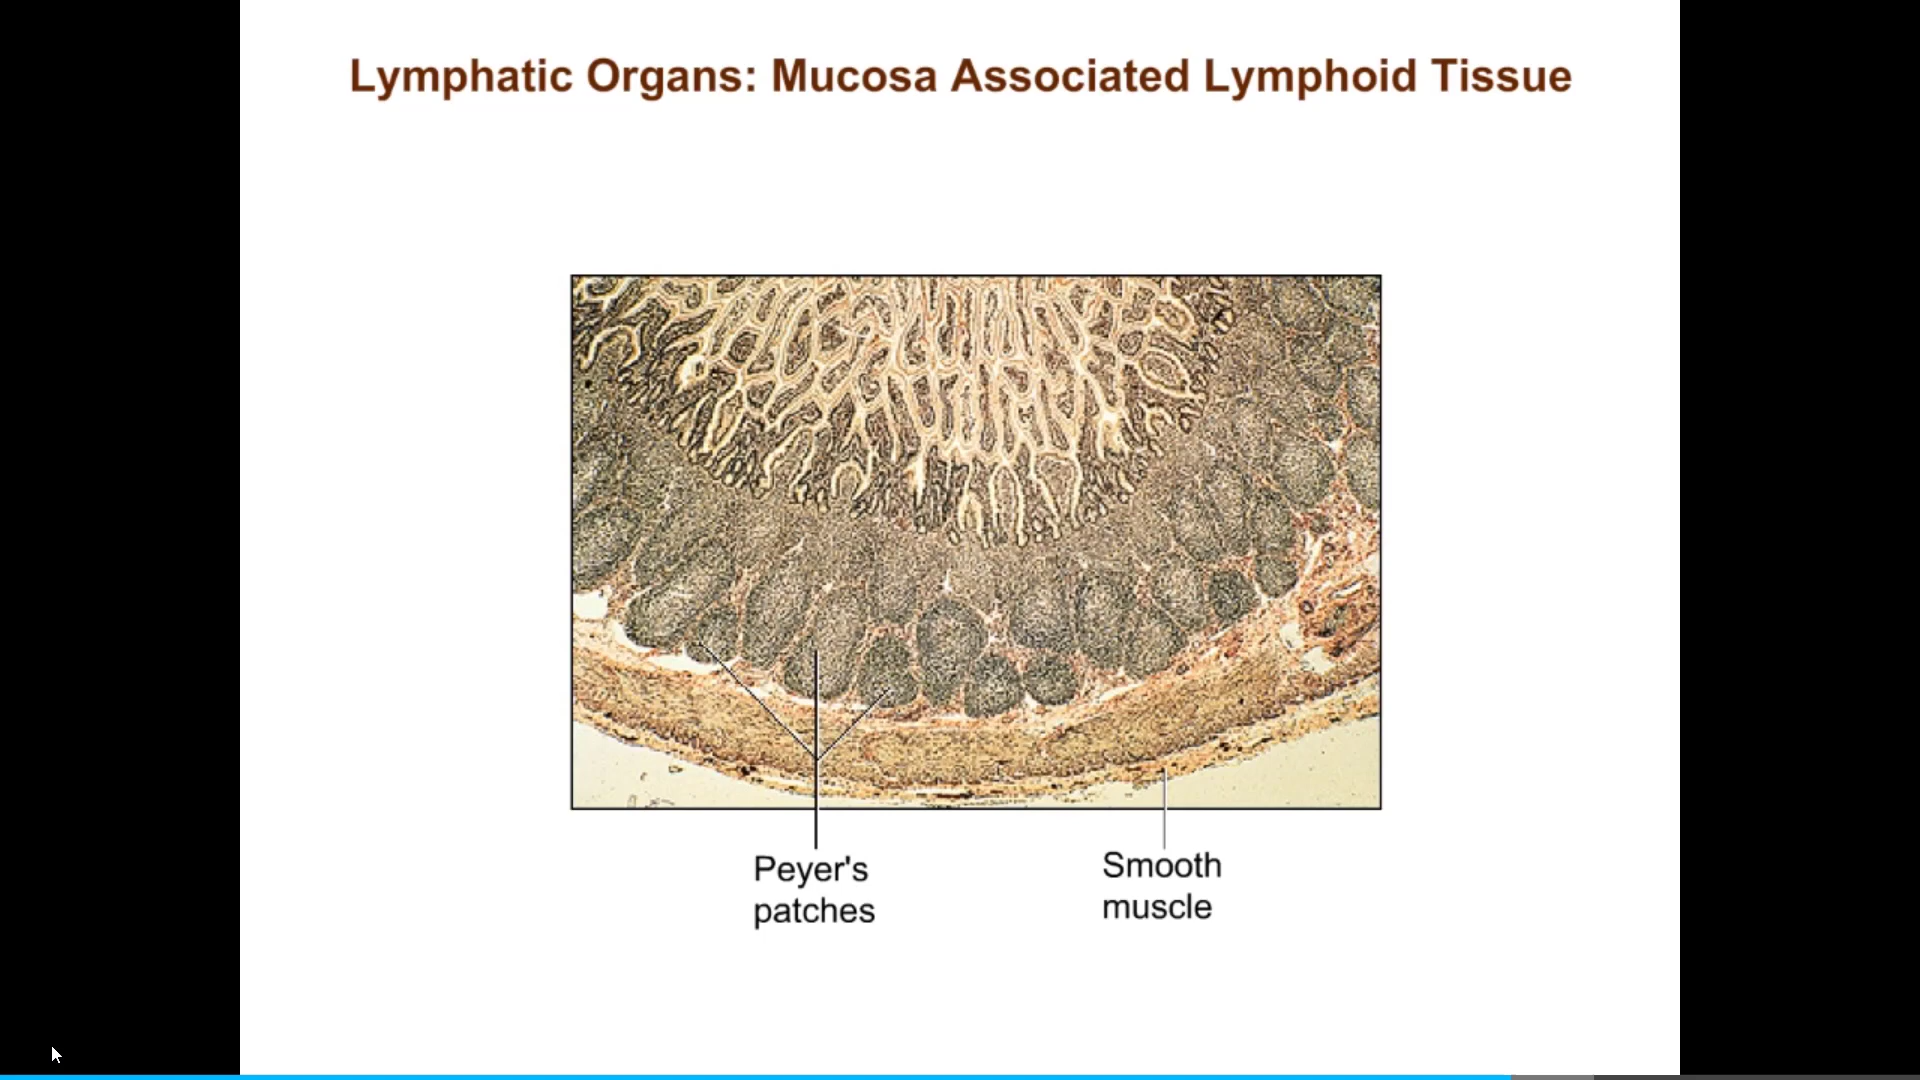 Lymphatic Organs: Mucosa Associated Lymphoid Tissue
Peyer's
patches
Smooth
muscle